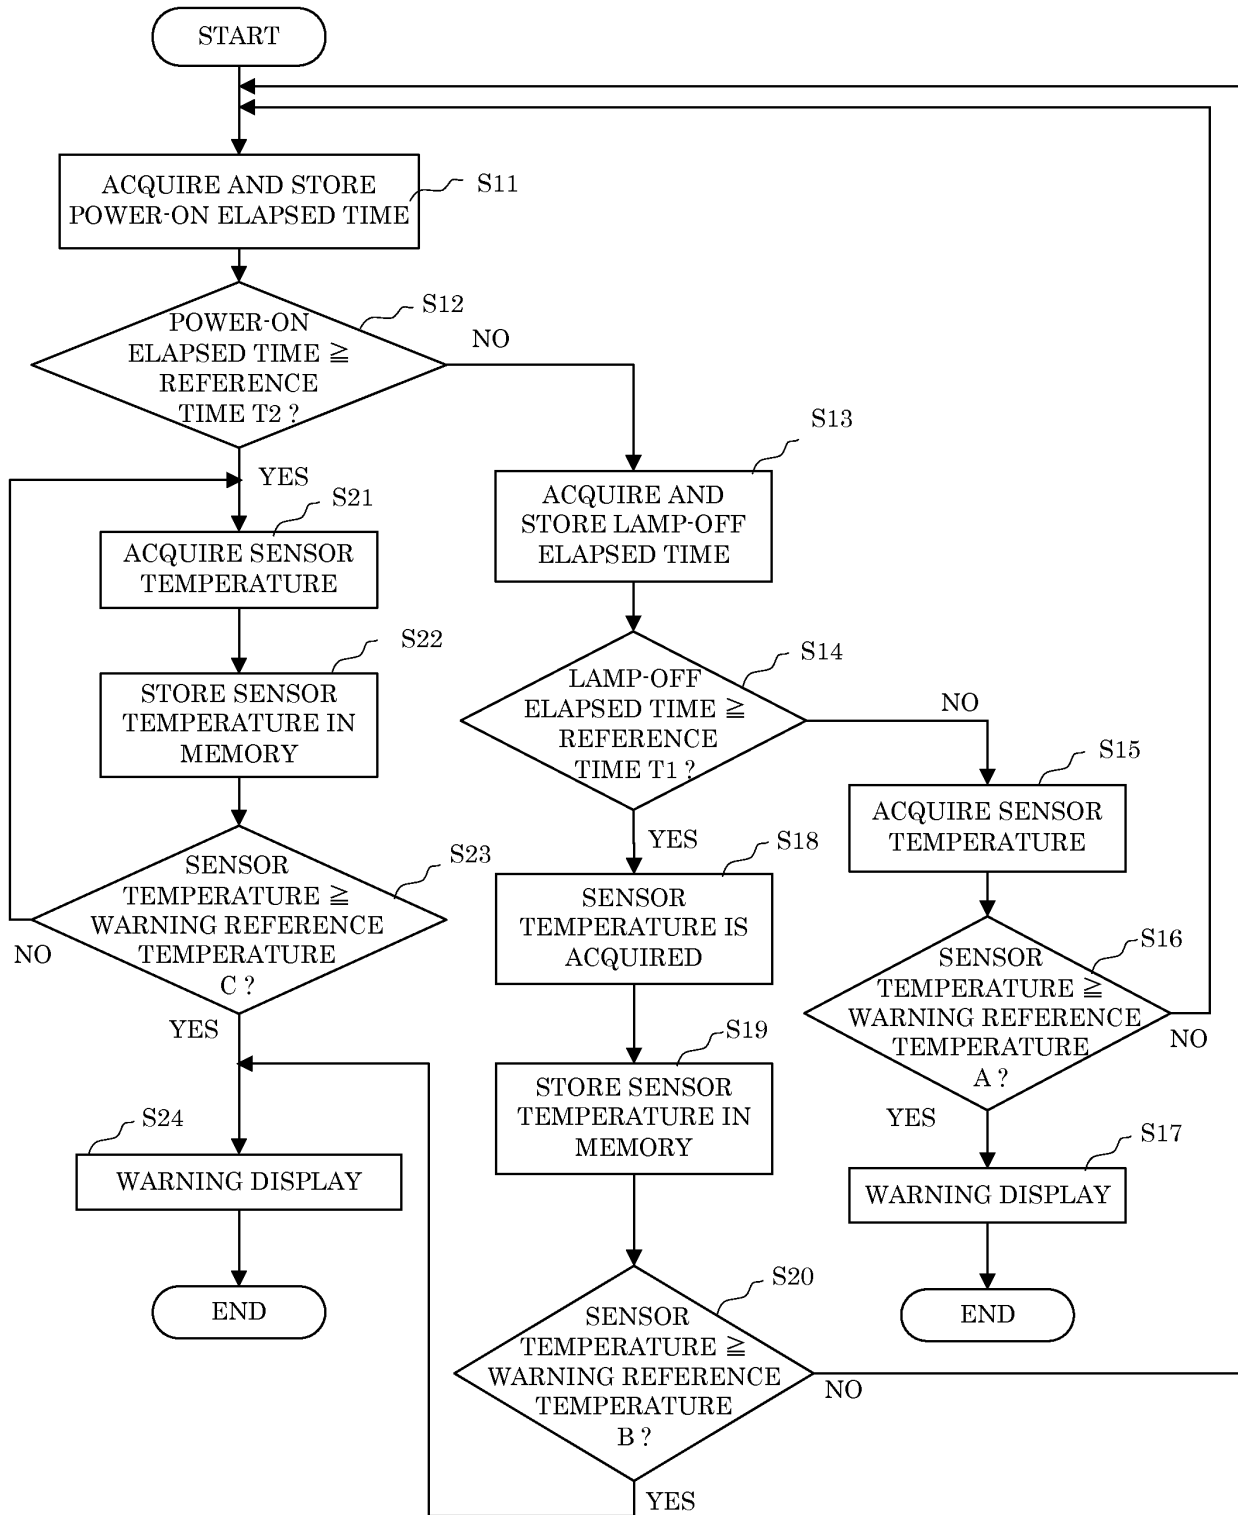 START
ACQUIRE AND STORE
POWER-ON ELAPSED TIME
S11
S12
POWER-ON
ELAPSED TIME ≧
REFERENCE
TIME T2 ?
NO
YES
S21
ACQUIRE SENSOR
TEMPERATURE
S22
STORE SENSOR
TEMPERATURE IN
MEMORY
S23
SENSOR
TEMPERATURE ≧
WARNING REFERENCE
TEMPERATURE
C ?
NO
YES
S24
WARNING DISPLAY
END
S13
ACQUIRE AND
STORE LAMP-OFF
ELAPSED TIME
S14
LAMP-OFF
ELAPSED TIME ≧
REFERENCE
TIME T1 ?
NO
YES
S18
SENSOR
TEMPERATURE IS
ACQUIRED
S19
STORE SENSOR
TEMPERATURE IN
MEMORY
S20
SENSOR
TEMPERATURE ≧
WARNING REFERENCE
TEMPERATURE
B ?
NO
YES
S15
ACQUIRE SENSOR
TEMPERATURE
S16
SENSOR
TEMPERATURE ≧
WARNING REFERENCE
TEMPERATURE
A ?
NO
YES
S17
WARNING DISPLAY
END